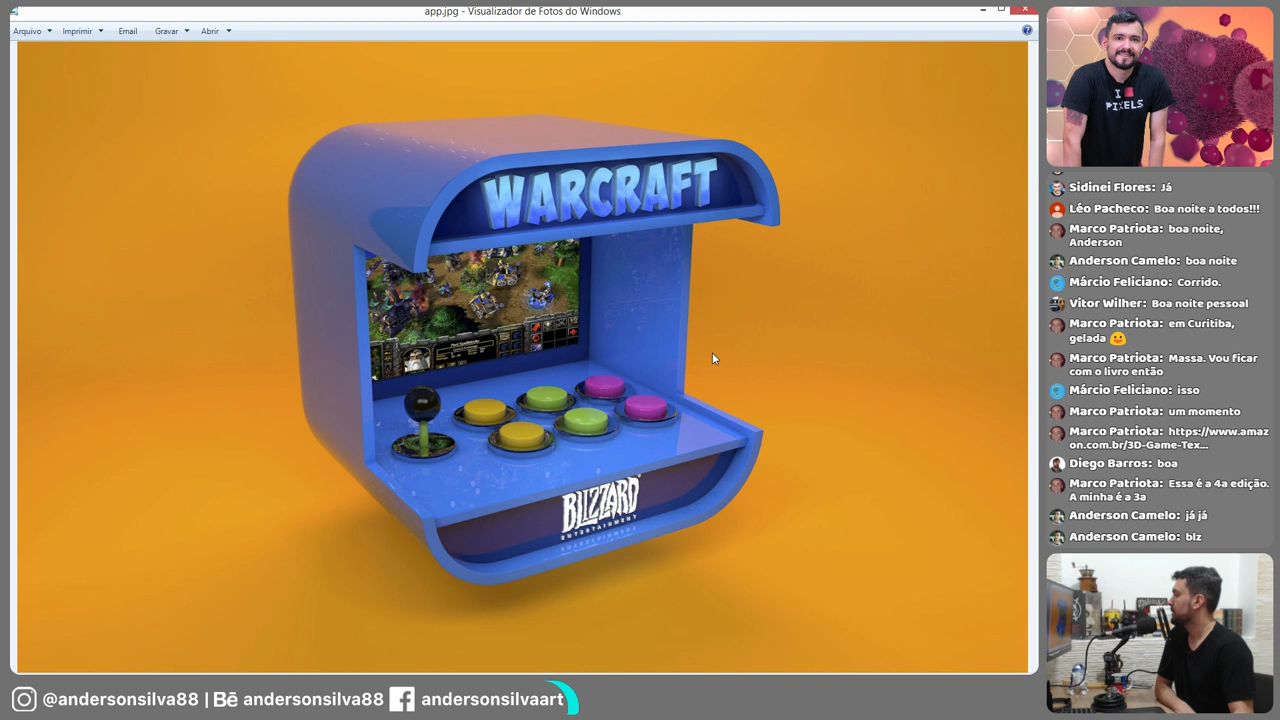 app.jpg - Visualizador de Fotos do Windows
Arquivo Imprimir Email Gravar Abrir
WARCRAFT
BLIZZARD
ENTERTAINMENT
I
PIXELS
Sidinei Flores: Já
Léo Pacheco: Boa noite a todos!!!
Marco Patriota: boa noite,
Anderson
Anderson Camelo: boa noite
Márcio Feliciano: Corrido.
Vitor Wilher: Boa noite pessoal
Marco Patriota: em Curitiba,
gelada
Marco Patriota: Massa. Vou ficar
com o livro então
Márcio Feliciano: isso
Marco Patriota: um momento
Marco Patriota: https://www.amaz
on.com.br/3D-Game-Tex...
Diego Barros: boa
Marco Patriota: Essa é a 4a edição.
A minha é a 3a
Anderson Camelo: já já
Anderson Camelo: blz
@andersonsilva88 | Bē andersonsilva88 f andersonsilvaart